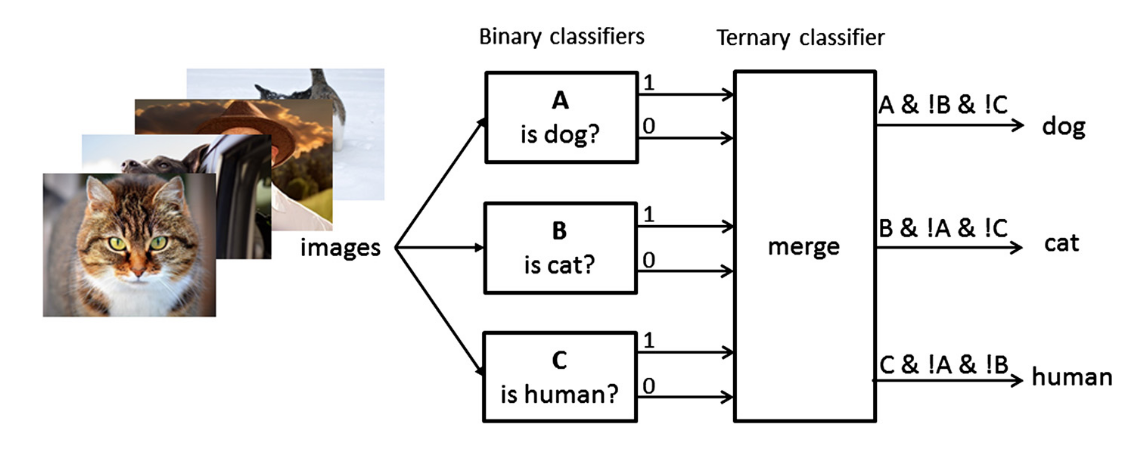 Binary classifiers
Ternary classifier
A
is dog?
1
0
A & !B & !C
dog
images
B
is cat?
1
0
merge
B & !A & !C
cat
C
is human?
1
0
C & !A & !B
human